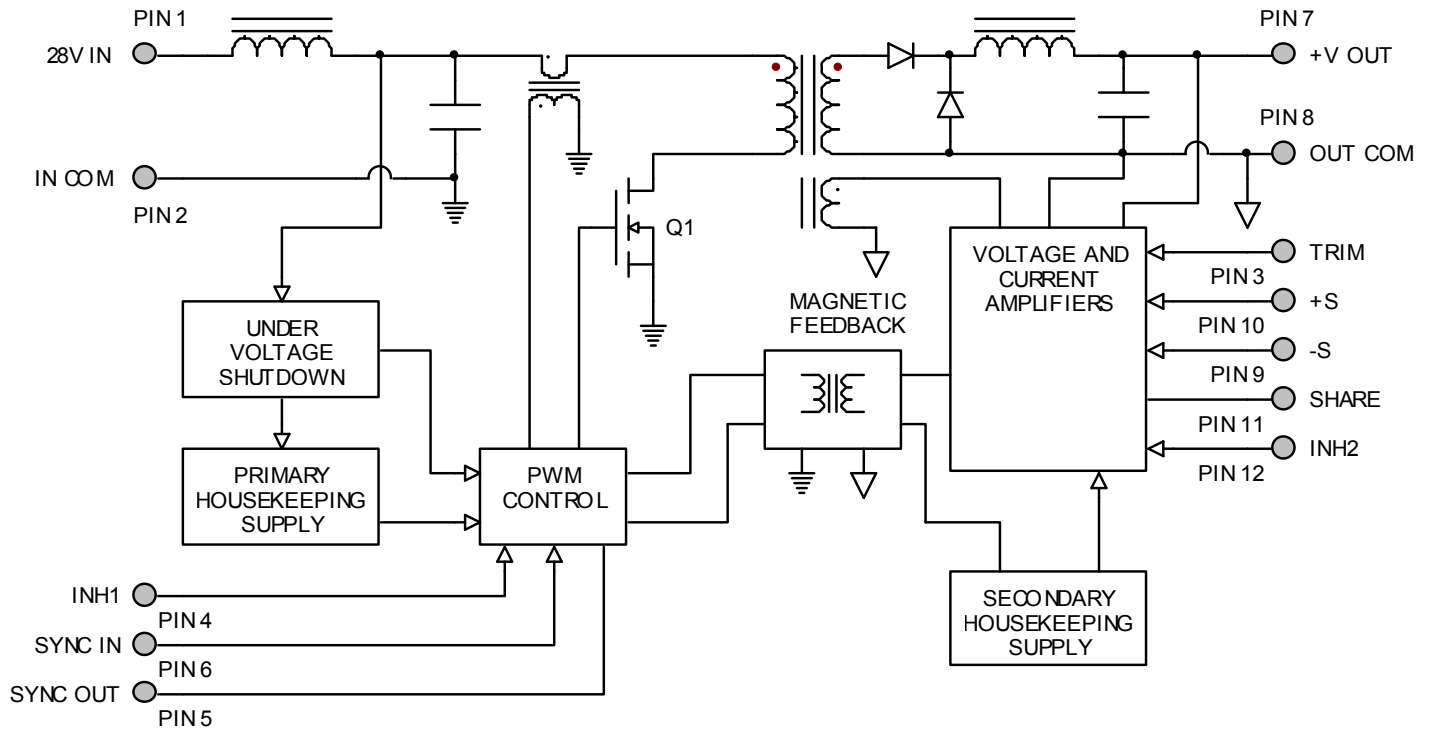 PIN 1
28V IN
IN COM
PIN 2
Q1
PIN 7
+V OUT
PIN 8
OUT COM
VOLTAGE AND
CURRENT
AMPLIFIERS
TRIM
PIN 3
+S
PIN 10
-S
PIN 9
SHARE
PIN 11
INH2
PIN 12
MAGNETIC
FEEDBACK
UNDER
VOLTAGE
SHUTDOWN
PRIMARY
HOUSEKEEPING
SUPPLY
PWM
CONTROL
SECONDARY
HOUSEKEEPING
SUPPLY
INH1
PIN 4
SYNC IN
PIN 6
SYNC OUT
PIN 5